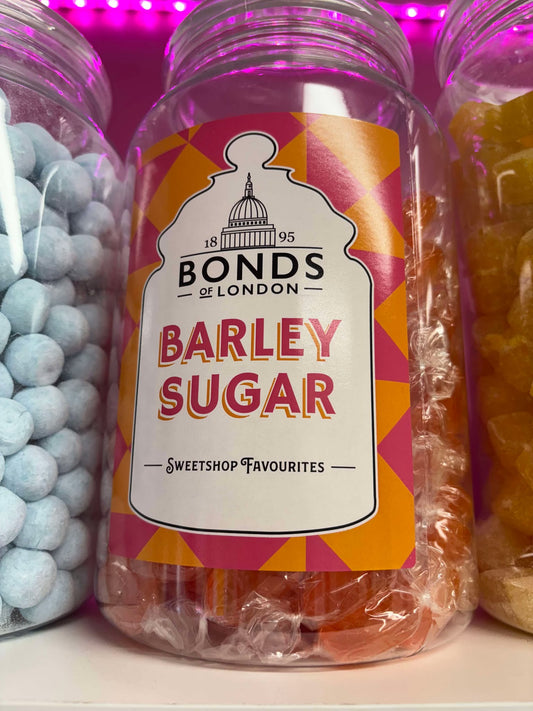 18 95
BONDS
OF LONDON
BARLEY
SUGAR
SWEETSHOP FAVOURITES